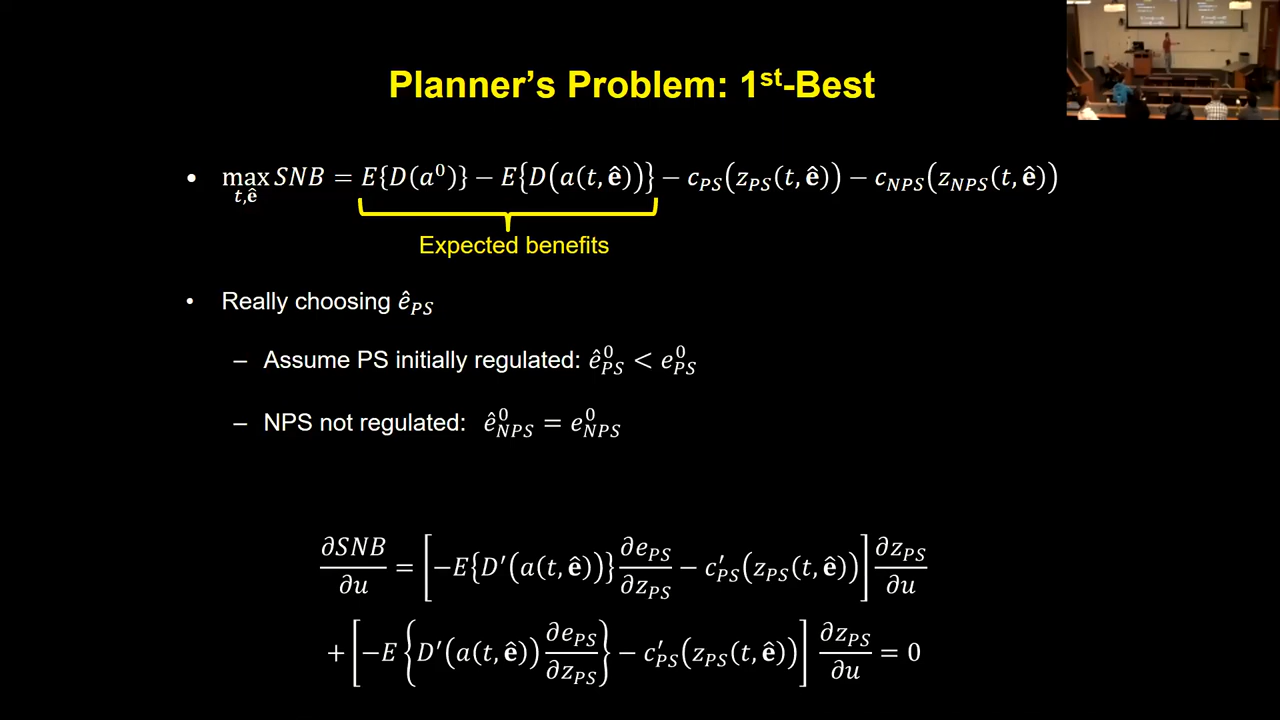 Planner's Problem: 1st-Best
• max t,ê SNB = E{D(a⁰)} − E{D(a(t,ê))} − c_PS(z_PS(t,ê)) − c_NPS(z_NPS(t,ê))
Expected benefits
• Really choosing ê_PS
– Assume PS initially regulated: ê⁰_PS < e⁰_PS
– NPS not regulated: ê⁰_NPS = e⁰_NPS
∂SNB/∂u = [−E{D′(a(t,ê))} ∂e_PS/∂z_PS − c′_PS(z_PS(t,ê))] ∂z_PS/∂u
+ [−E{D′(a(t,ê)) ∂e_PS/∂z_PS} − c′_PS(z_PS(t,ê))] ∂z_PS/∂u = 0